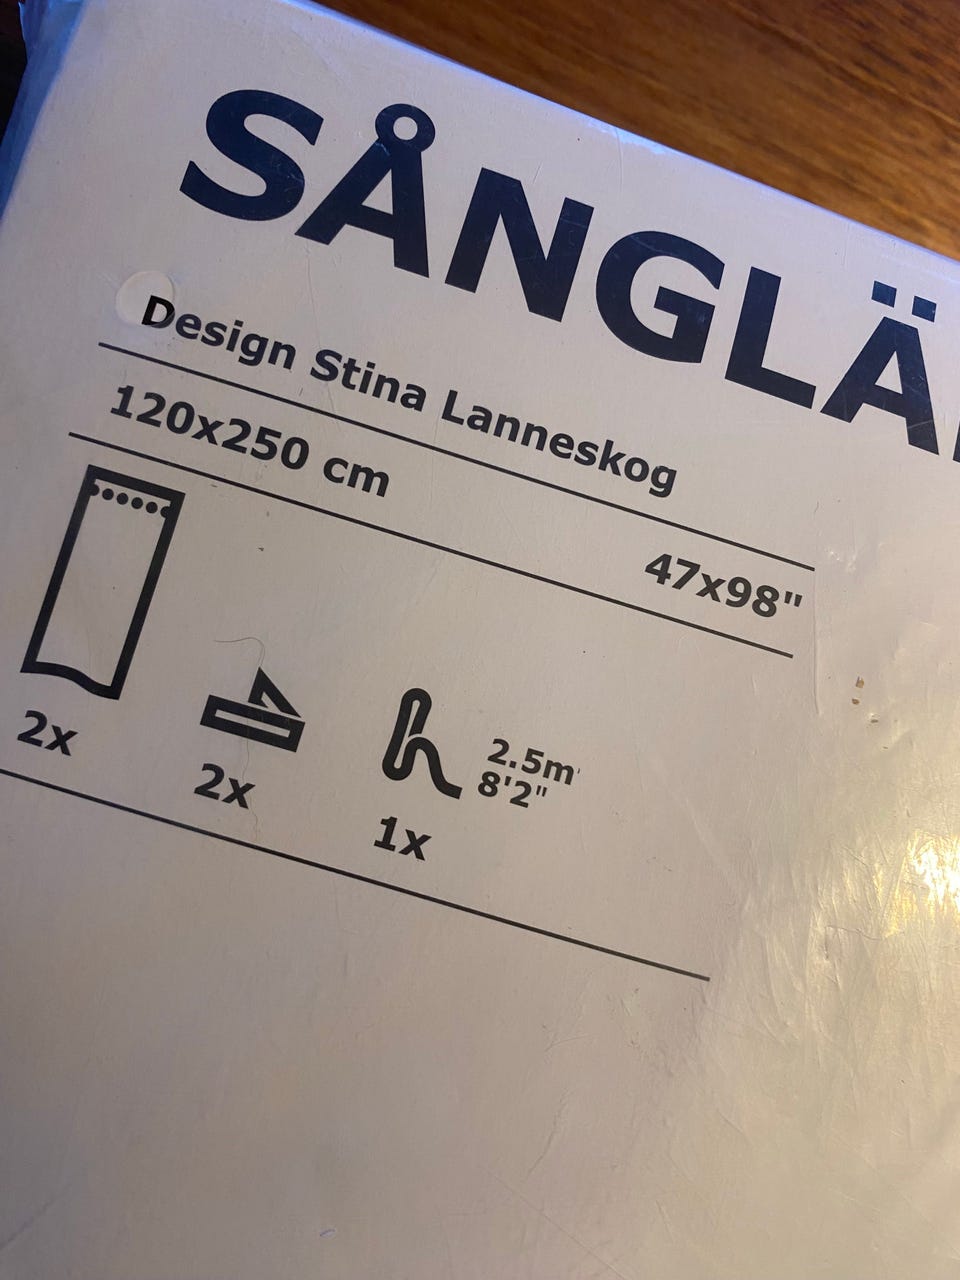 SÅNGLÄ
Design Stina Lanneskog
120x250 cm
47x98"
2x
2x
1x
2.5m
8'2"